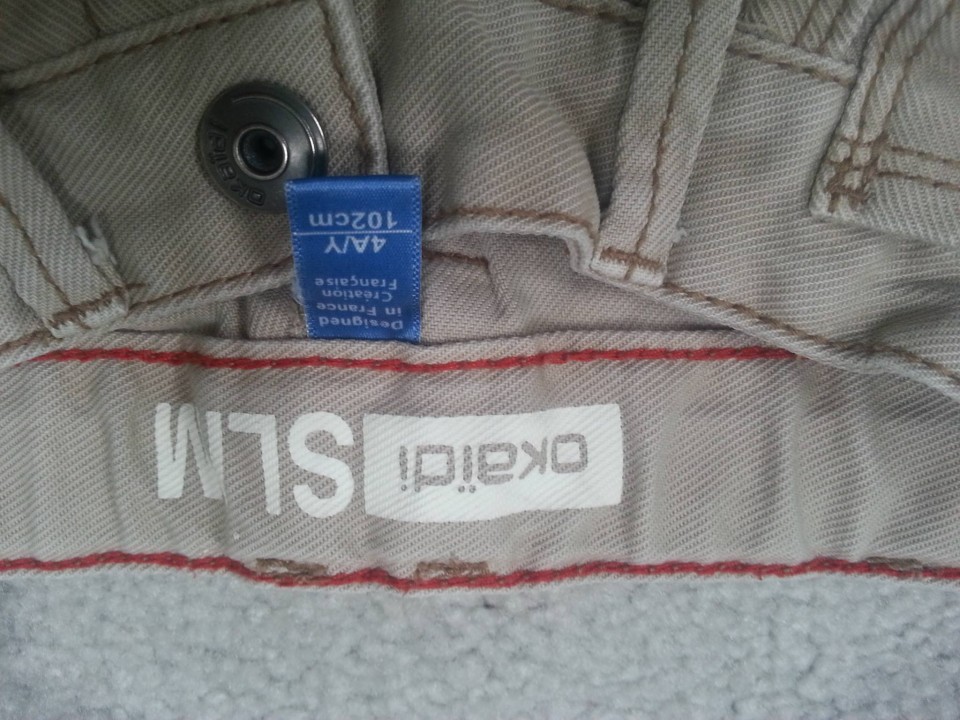 okaïdi SLM
Designed
in France
Création
Française
4A/Y
102cm